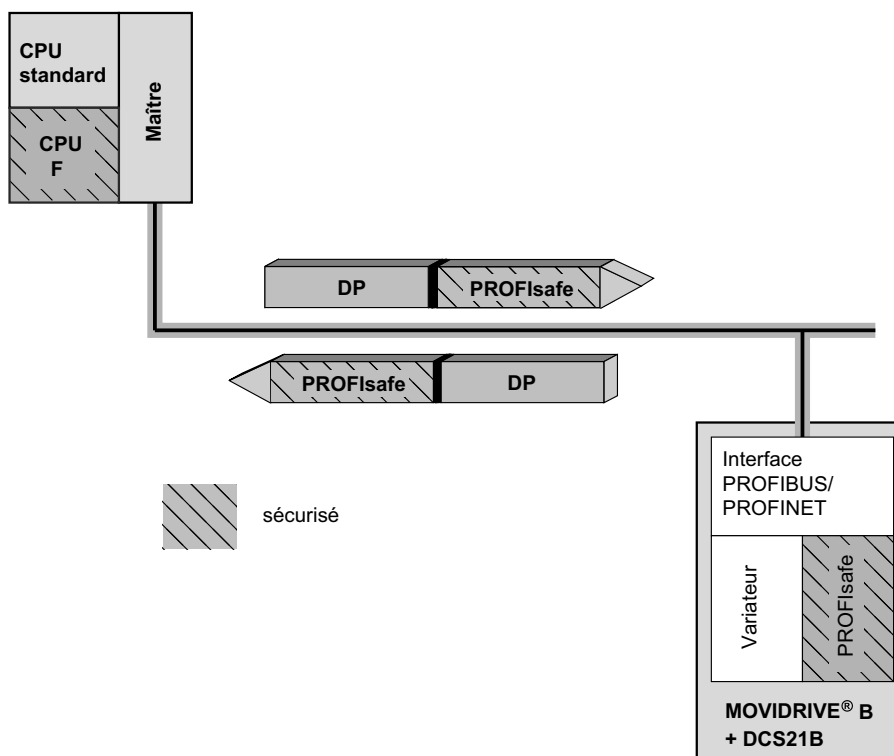 CPU
standard
CPU
F
Maître
DP
PROFIsafe
PROFIsafe
DP
sécurisé
Interface
PROFIBUS/
PROFINET
Variateur
PROFIsafe
MOVIDRIVE® B
+ DCS21B